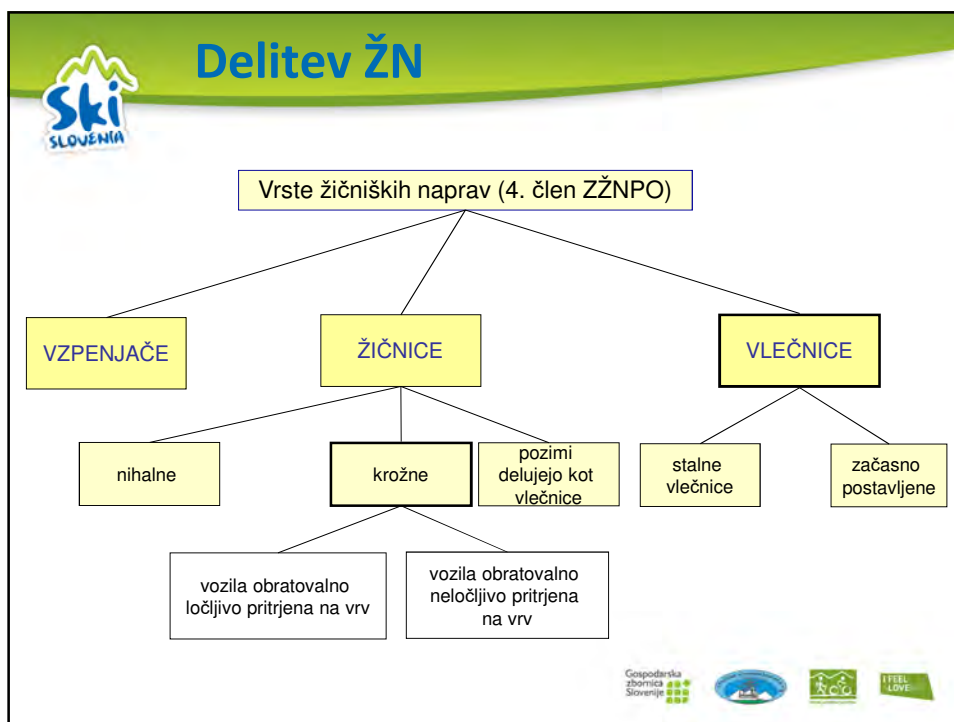 Delitev ŽN
Ski
SLOVENIA
Vrste žičniških naprav (4. člen ZŽNPO)
VZPENJAČE
ŽIČNICE
VLEČNICE
nihalne
krožne
pozimi
delujejo kot
vlečnice
stalne
vlečnice
začasno
postavljene
vozila obratovalno
ločljivo pritrjena na vrv
vozila obratovalno
neločljivo pritrjena
na vrv
Gospodarska
zbornica
Slovenije
I FEEL
SLOVENIA